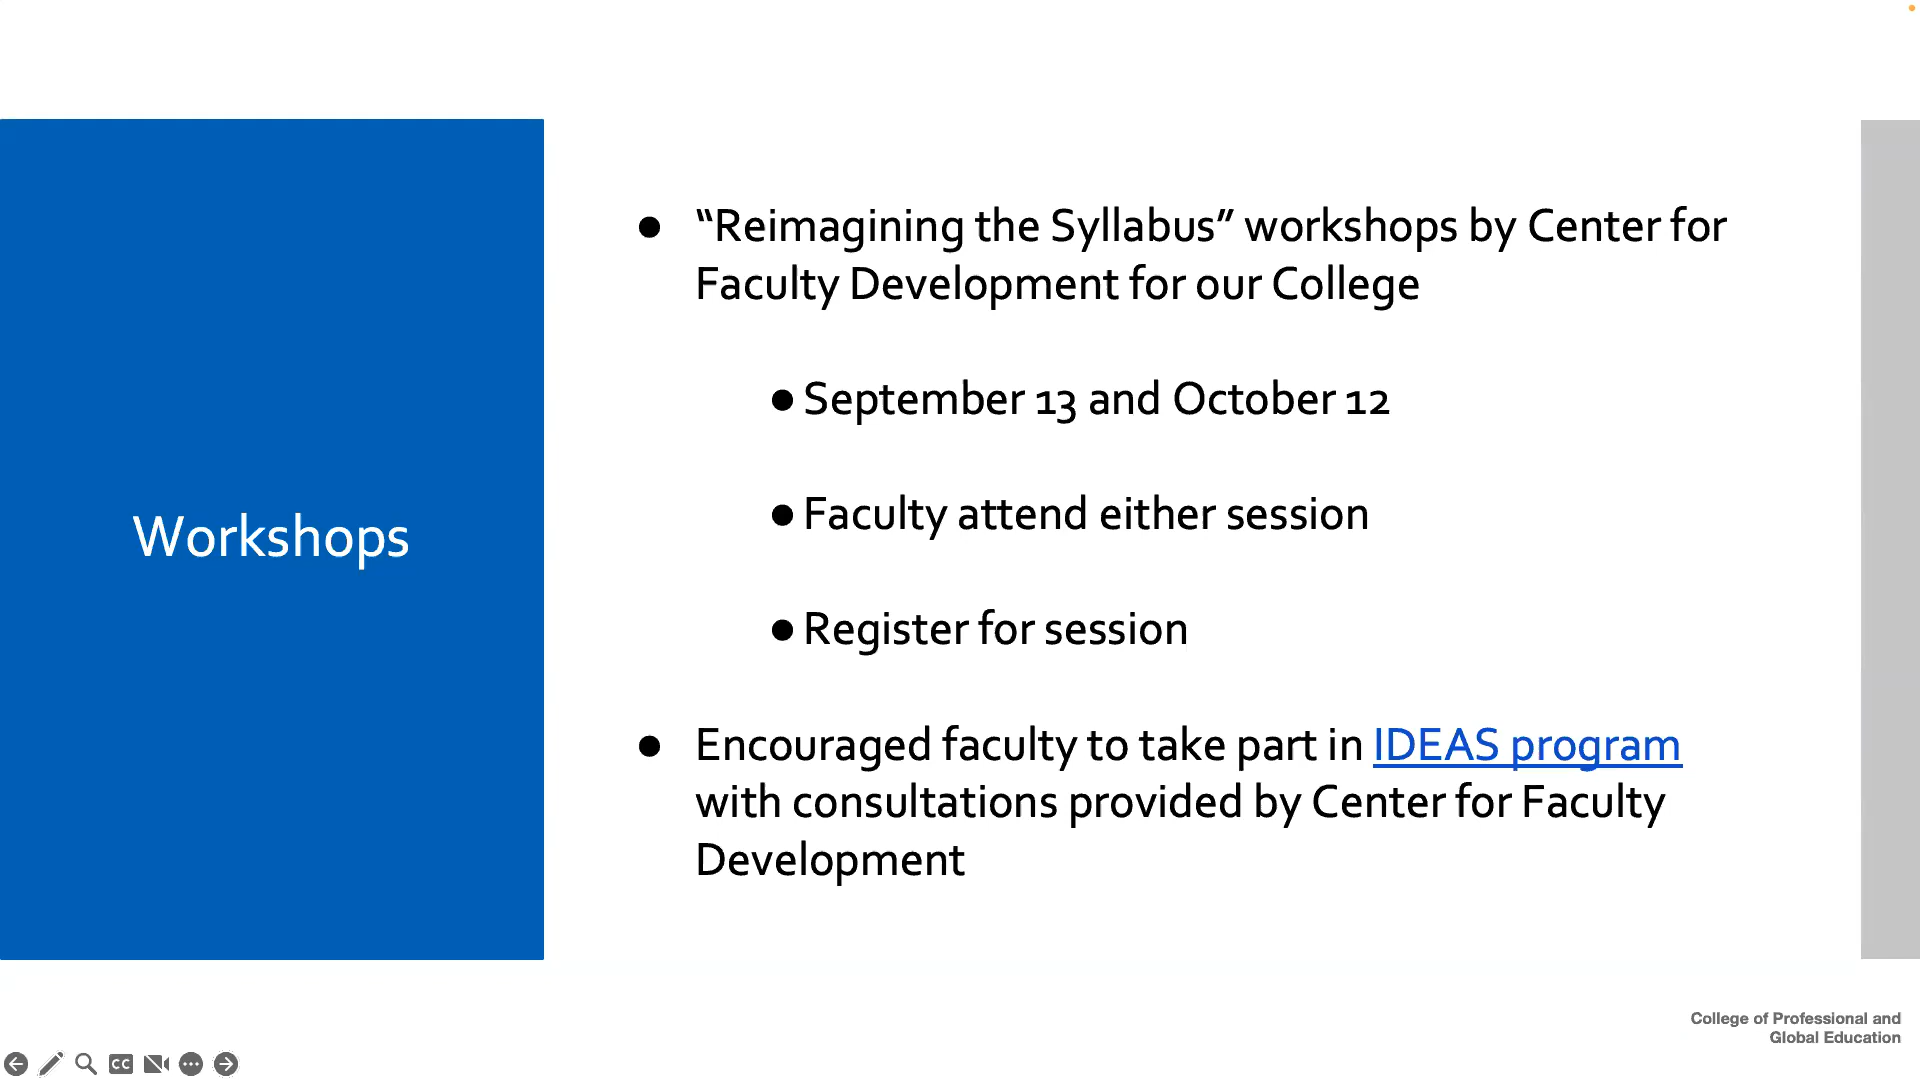 Workshops
● “Reimagining the Syllabus” workshops by Center for
Faculty Development for our College
● September 13 and October 12
● Faculty attend either session
● Register for session
● Encouraged faculty to take part in IDEAS program
with consultations provided by Center for Faculty
Development
College of Professional and
Global Education
CC